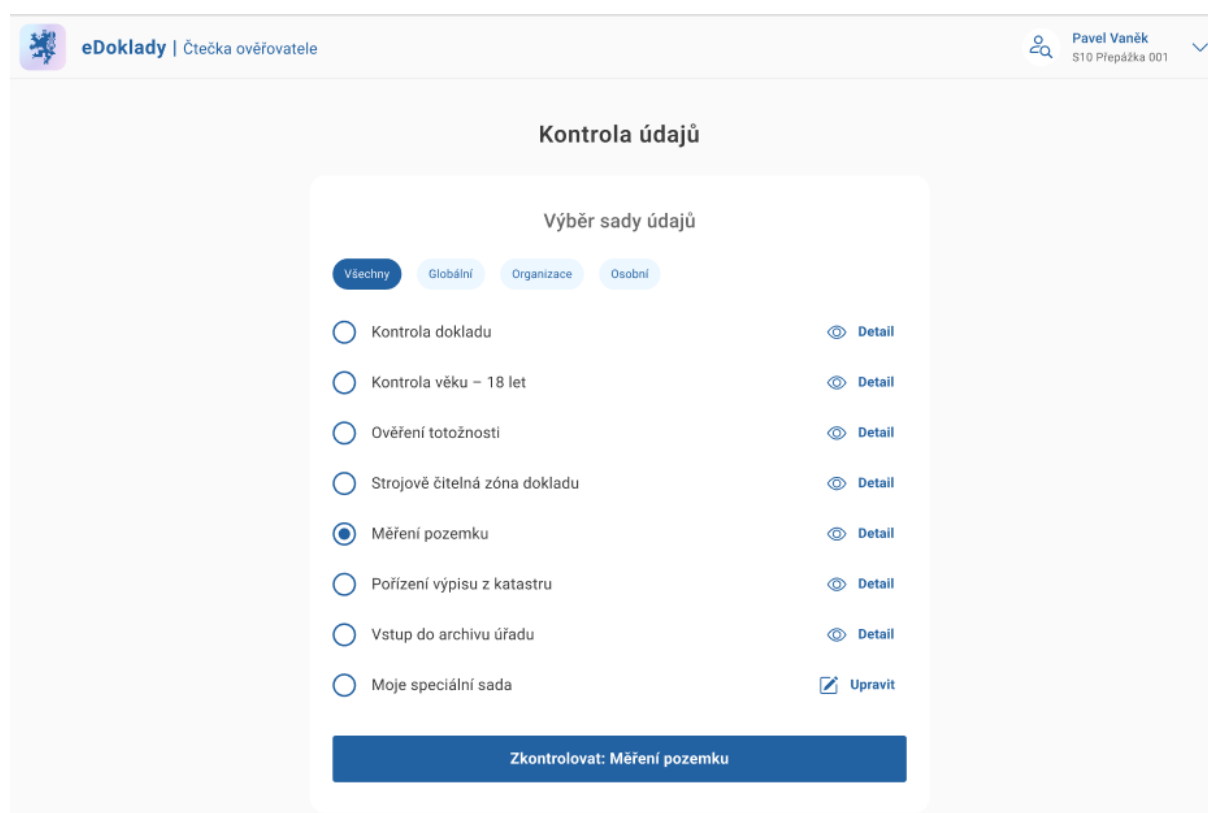 eDoklady | Čtečka ověřovatele
Pavel Vaněk
S10 Přepážka 001
Kontrola údajů
Výběr sady údajů
Všechny Globální Organizace Osobní
Kontrola dokladu Detail
Kontrola věku – 18 let Detail
Ověření totožnosti Detail
Strojově čitelná zóna dokladu Detail
Měření pozemku Detail
Pořízení výpisu z katastru Detail
Vstup do archivu úřadu Detail
Moje speciální sada Upravit
Zkontrolovat: Měření pozemku